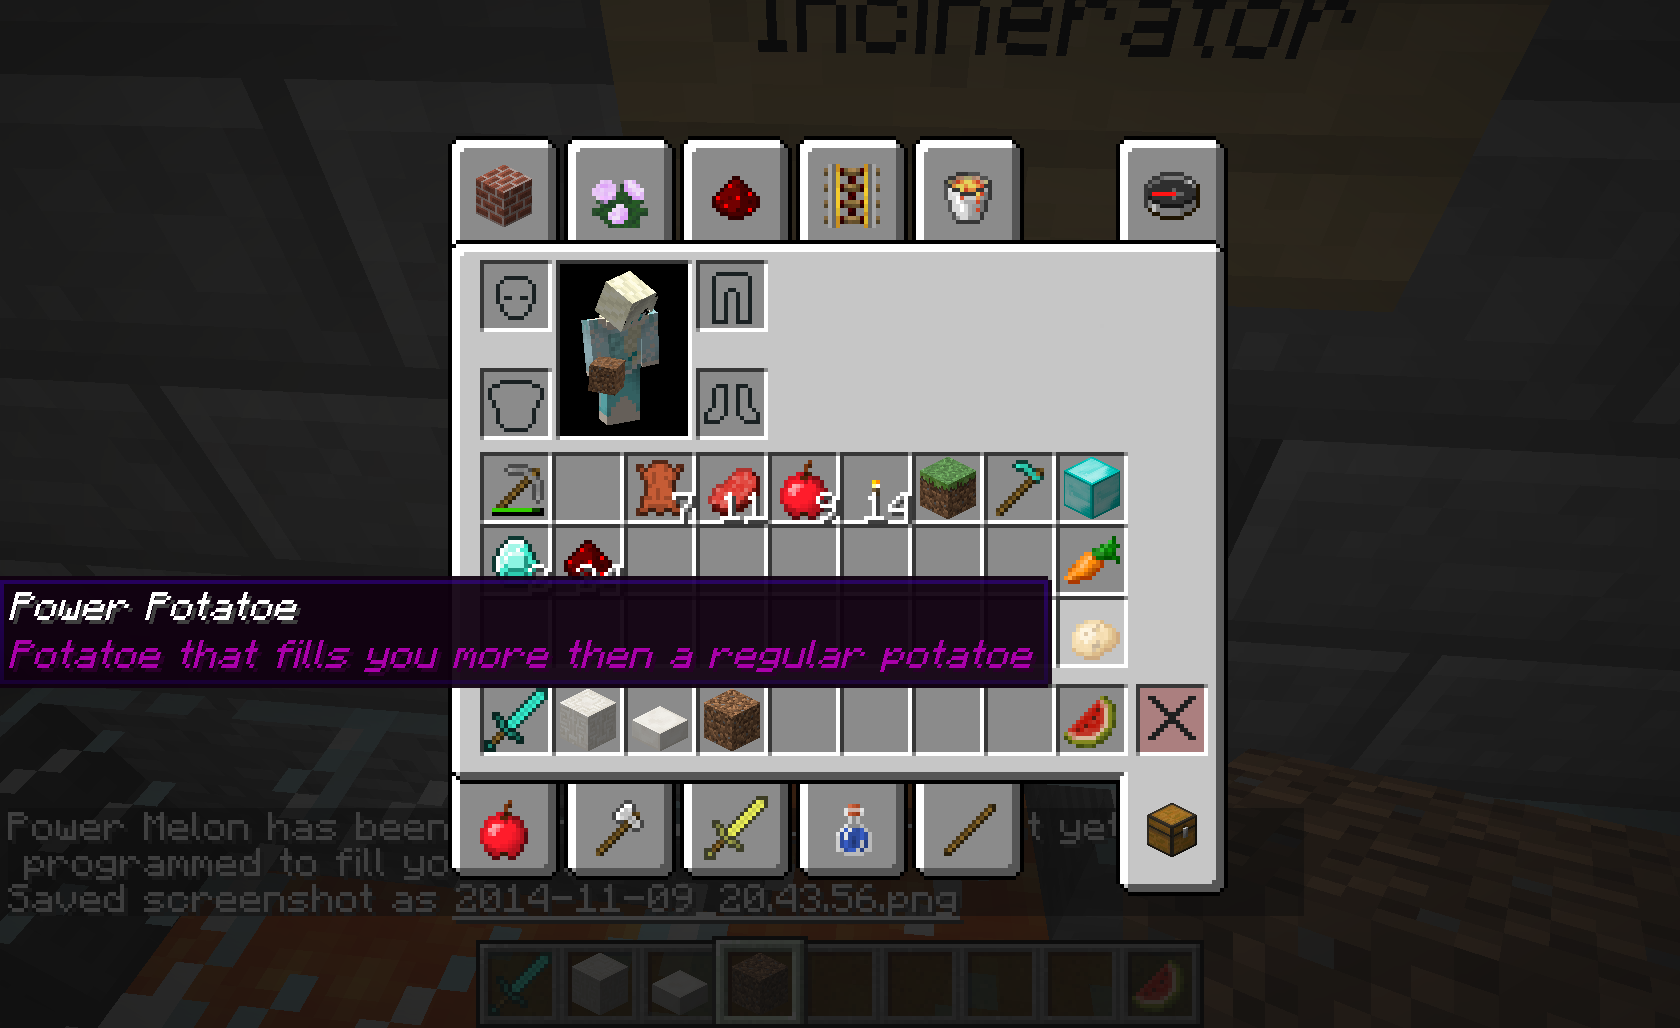 Incinerator
7 11 9 14
Power Potatoe
Potatoe that fills you more then a regular potatoe
Power Melon has been
t yet
programmed to fill yo
Saved screenshot as 2014-11-09_20.43.56.png